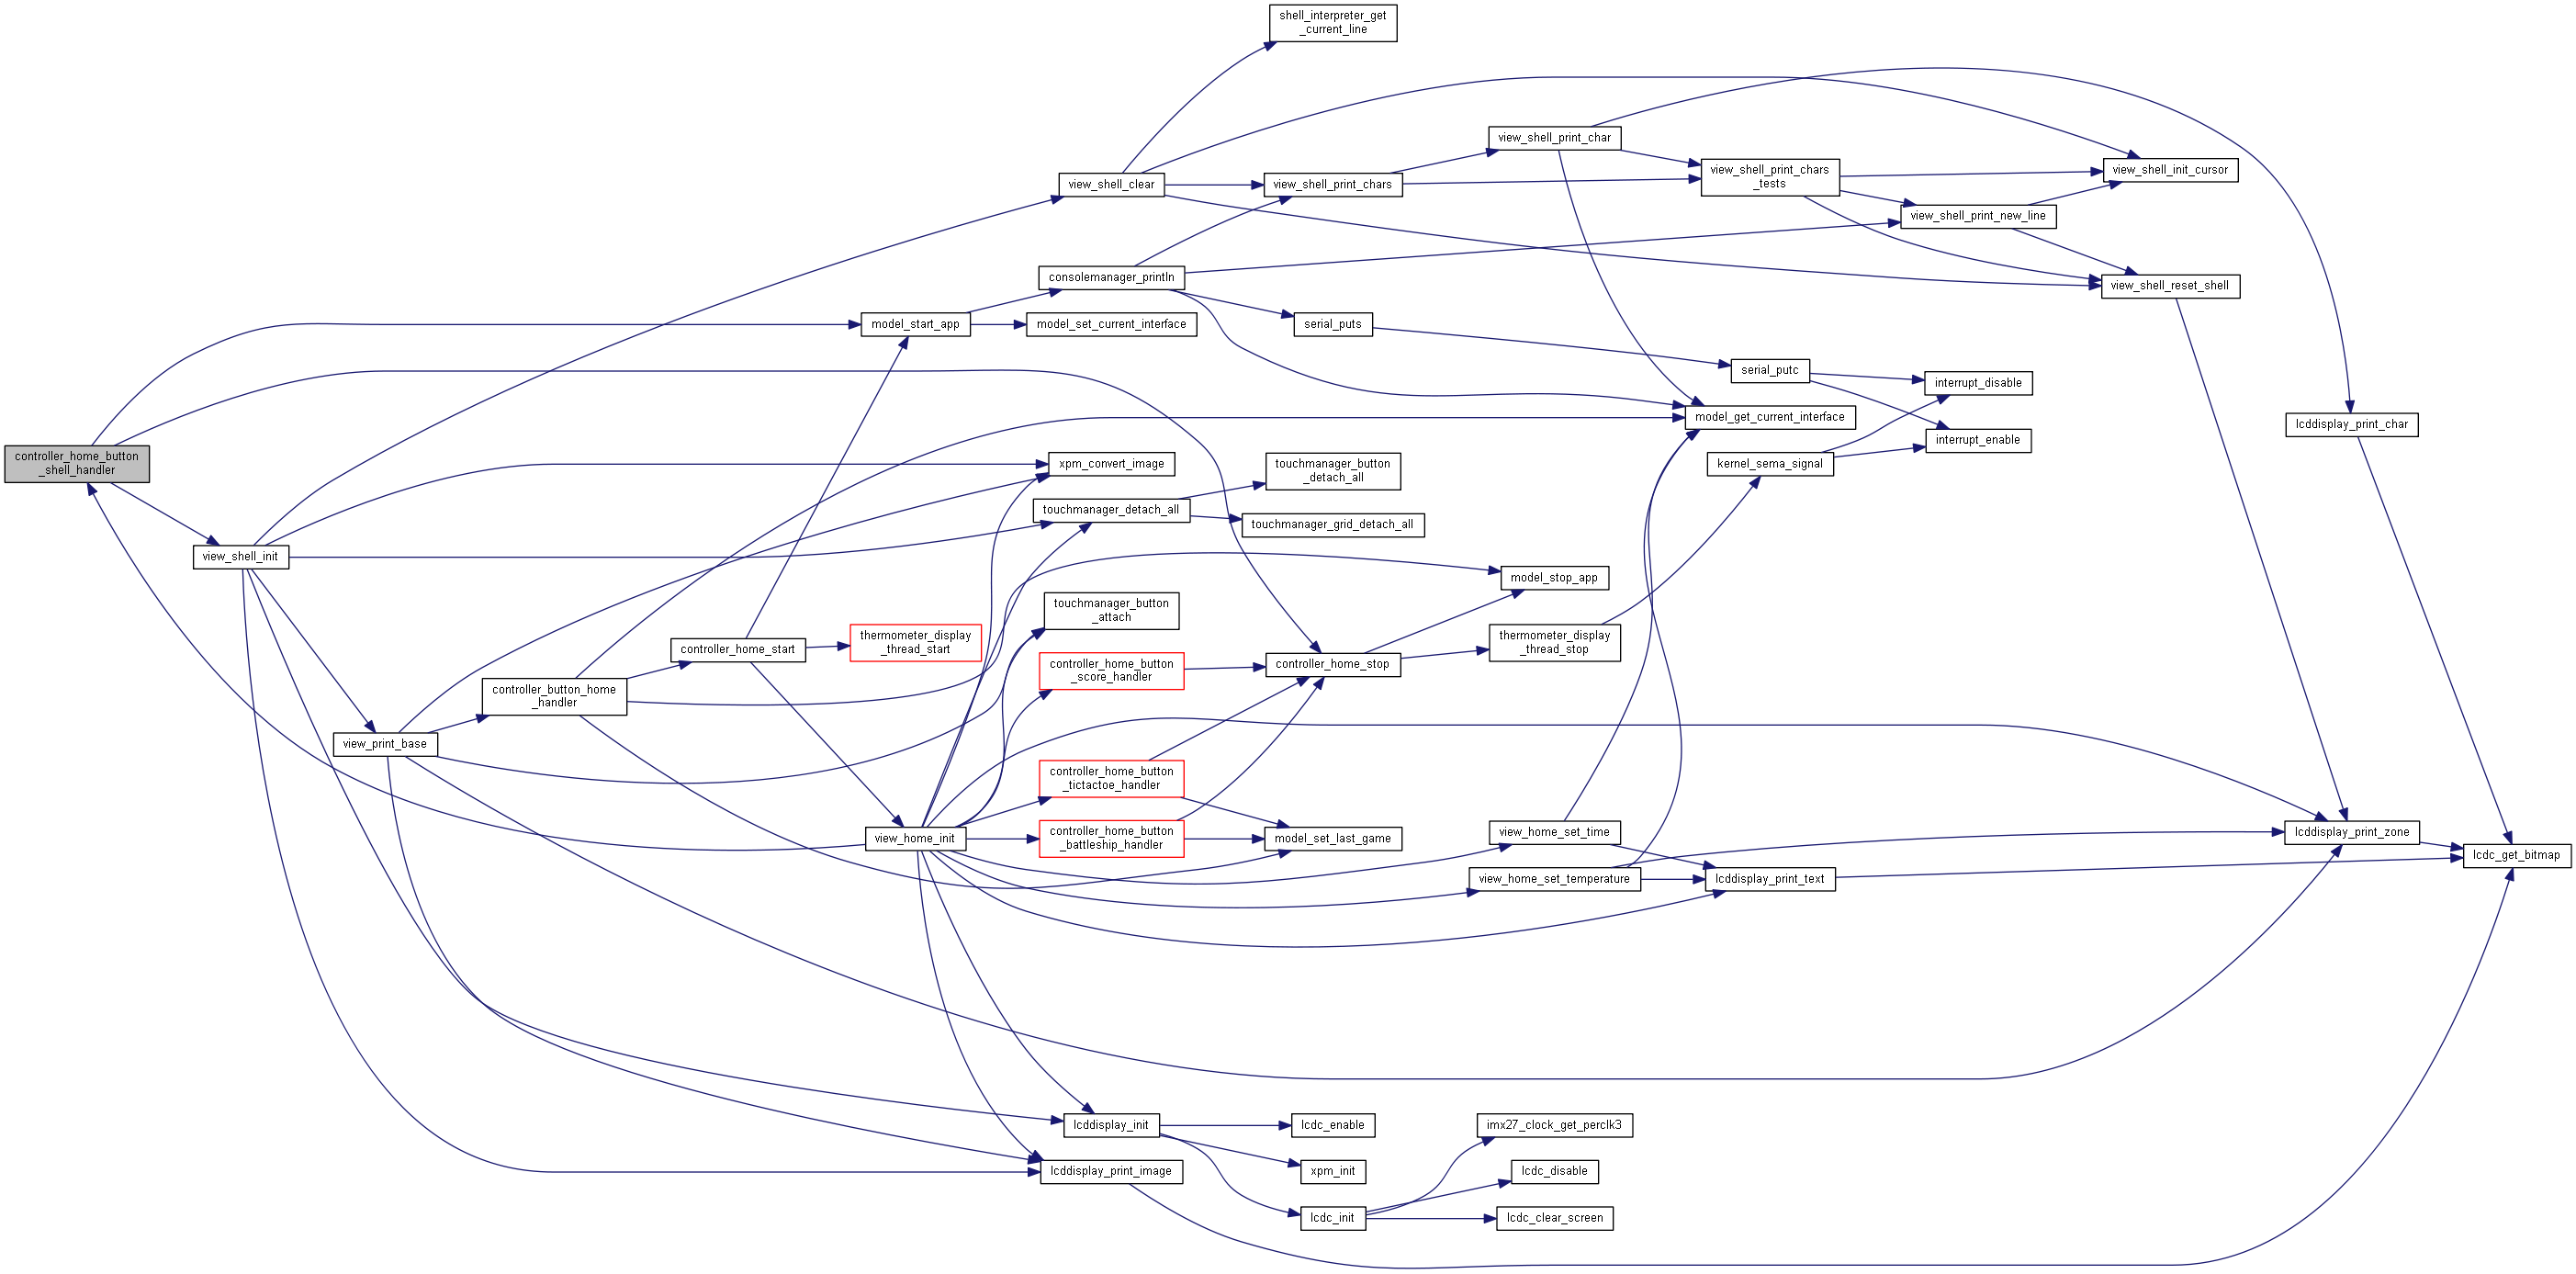 shell_interpreter_get
_current_line
view_shell_print_char
view_shell_print_chars
_tests
view_shell_init_cursor
view_shell_clear
view_shell_print_chars
view_shell_print_new_line
consolemanager_println
view_shell_reset_shell
model_start_app
model_set_current_interface
serial_puts
serial_putc
interrupt_disable
model_get_current_interface
lcddisplay_print_char
interrupt_enable
controller_home_button
_shell_handler
xpm_convert_image
touchmanager_button
_detach_all
kernel_sema_signal
touchmanager_detach_all
touchmanager_grid_detach_all
view_shell_init
model_stop_app
touchmanager_button
_attach
thermometer_display
_thread_start
controller_home_start
controller_home_button
_score_handler
controller_home_stop
thermometer_display
_thread_stop
controller_button_home
_handler
view_print_base
controller_home_button
_tictactoe_handler
view_home_init
controller_home_button
_battleship_handler
model_set_last_game
view_home_set_time
lcddisplay_print_zone
lcdc_get_bitmap
view_home_set_temperature
lcddisplay_print_text
lcddisplay_init
lcdc_enable
imx27_clock_get_perclk3
lcddisplay_print_image
xpm_init
lcdc_disable
lcdc_init
lcdc_clear_screen